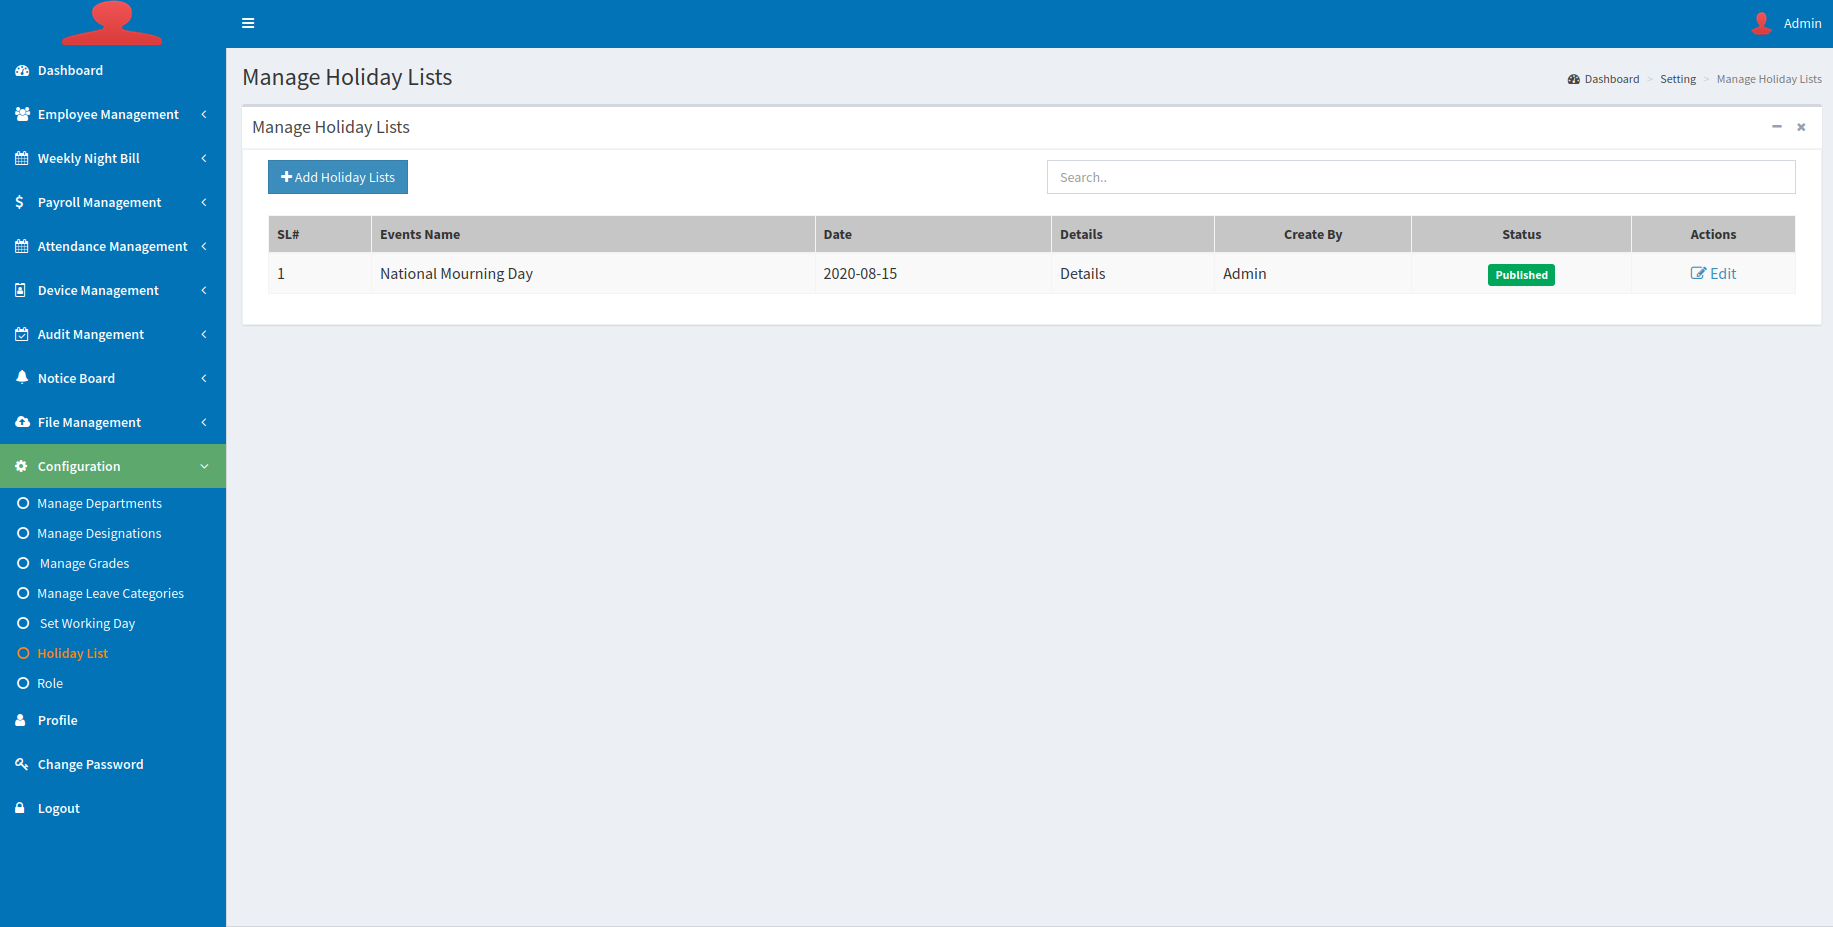 Admin
Dashboard
Employee Management
Weekly Night Bill
Payroll Management
Attendance Management
Device Management
Audit Mangement
Notice Board
File Management
Configuration
Manage Departments
Manage Designations
Manage Grades
Manage Leave Categories
Set Working Day
Holiday List
Role
Profile
Change Password
Logout
Manage Holiday Lists
Dashboard > Setting > Manage Holiday Lists
Manage Holiday Lists
Add Holiday Lists
Search..
SL# Events Name Date Details Create By Status Actions
1 National Mourning Day 2020-08-15 Details Admin Published Edit